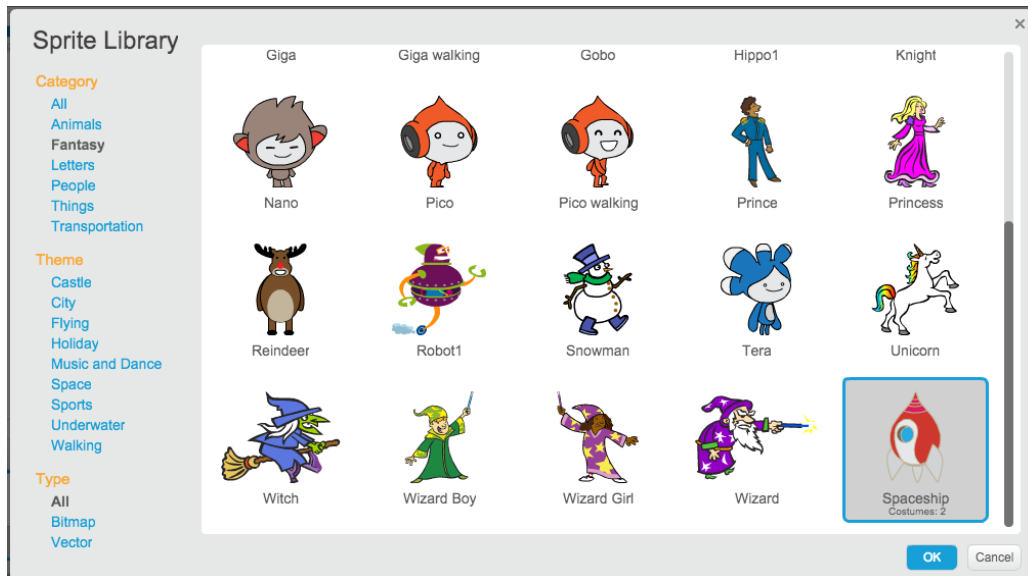 Sprite Library
×
Category
All
Animals
Fantasy
Letters
People
Things
Transportation
Theme
Castle
City
Flying
Holiday
Music and Dance
Space
Sports
Underwater
Walking
Type
All
Bitmap
Vector
Giga Giga walking Gobo Hippo1 Knight
Nano Pico Pico walking Prince Princess
Reindeer Robot1 Snowman Tera Unicorn
Witch Wizard Boy Wizard Girl Wizard Spaceship
Costumes: 2
OK Cancel